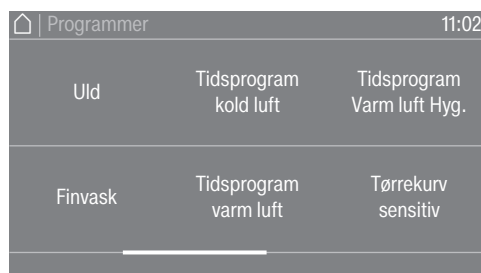 | Programmer 11:02
Uld
Tidsprogram
kold luft
Tidsprogram
Varm luft Hyg.
Finvask
Tidsprogram
varm luft
Tørrekurv
sensitiv